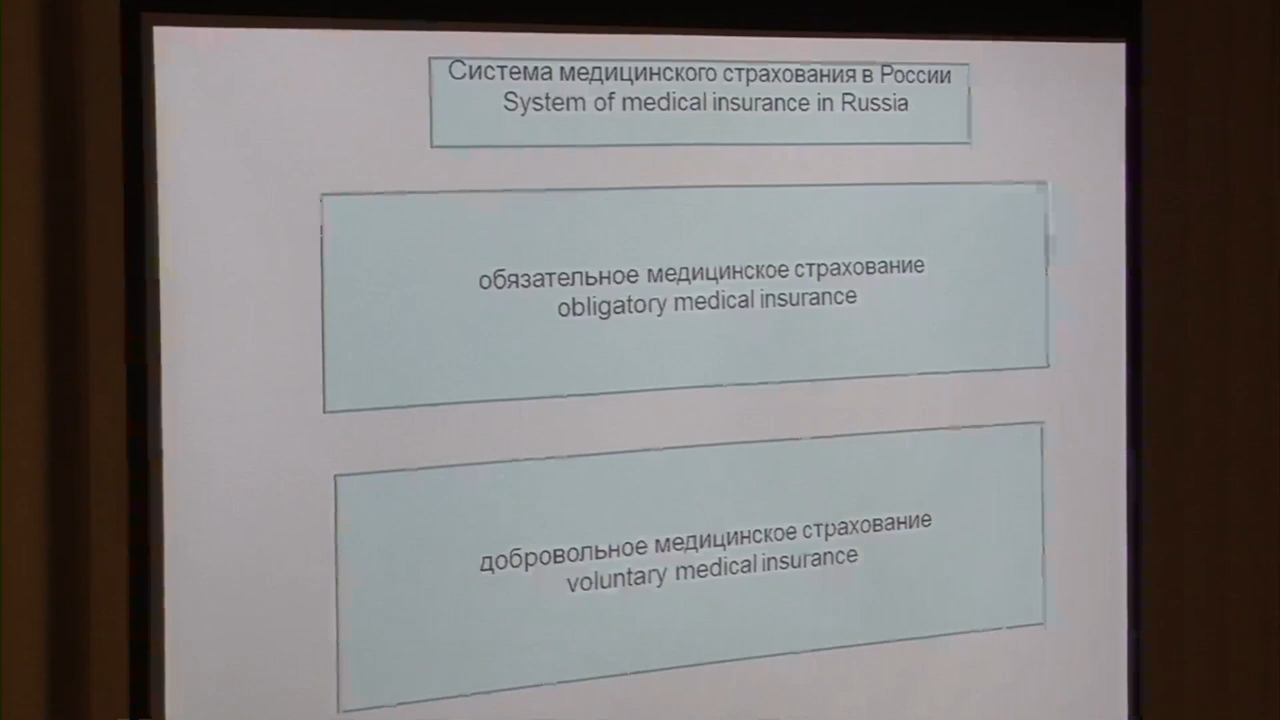 Система медицинского страхования в России
System of medical insurance in Russia
обязательное медицинское страхование
obligatory medical insurance
добровольное медицинское страхование
voluntary medical insurance